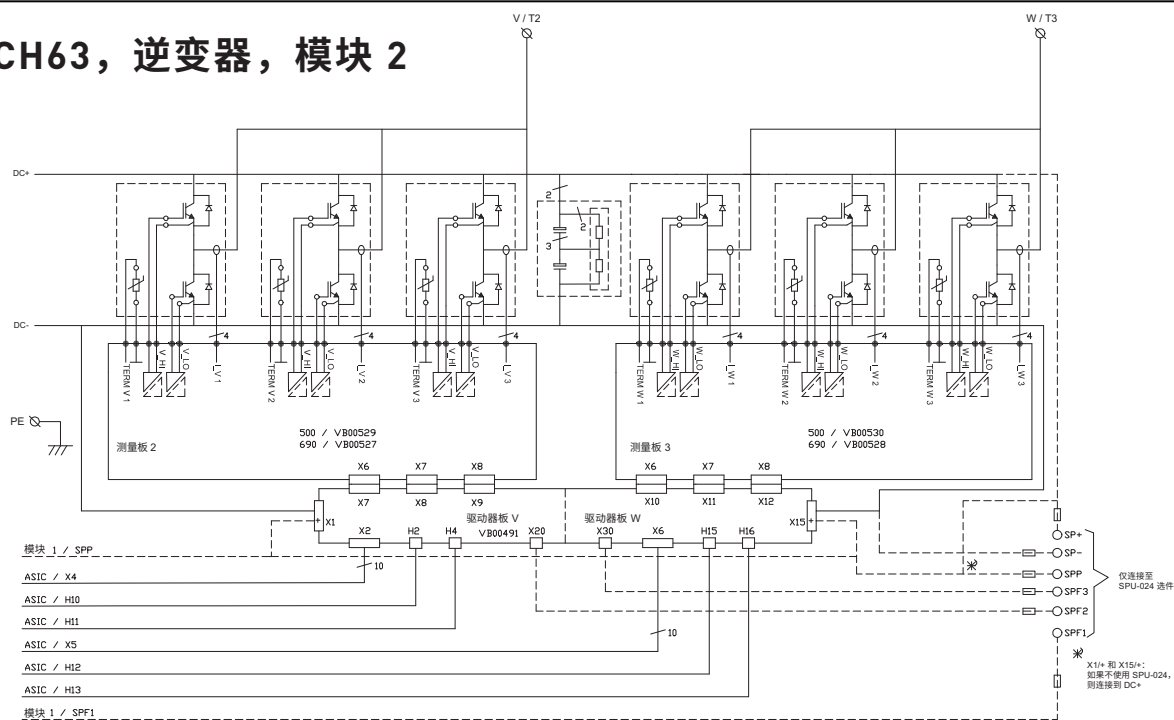 V / T2
W / T3
CH63，逆变器，模块 2
DC+
2
2
3
DC-
4
4
4
4
4
4
TERM V 1
V_HI
V_LO
I_V 1
TERM V 2
V_HI
V_LO
I_V 2
TERM V 3
V_HI
V_LO
I_V 3
TERM W 1
W_HI
W_LO
I_W 1
TERM W 2
W_HI
W_LO
I_W 2
TERM W 3
W_HI
W_LO
I_W 3
PE
500 / VB00529
690 / VB00527
测量板 2
500 / VB00530
690 / VB00528
测量板 3
X6 X7 X8
X6 X7 X8
X7 X8 X9
X10 X11 X12
驱动器板 V
驱动器板 W
VB00491
+ X1
X15 +
X2 H2 H4 X20 X30 X6 H15 H16
模块 1 / SPP
10
ASIC / X4
ASIC / H10
ASIC / H11
10
ASIC / X5
ASIC / H12
ASIC / H13
模块 1 / SPF1
SP+
SP-
SPP
SPF3
SPF2
SPF1
仅连接至
SPU-024 选件
X1/+ 和 X15/+:
如果不使用 SPU-024，
则连接到 DC+